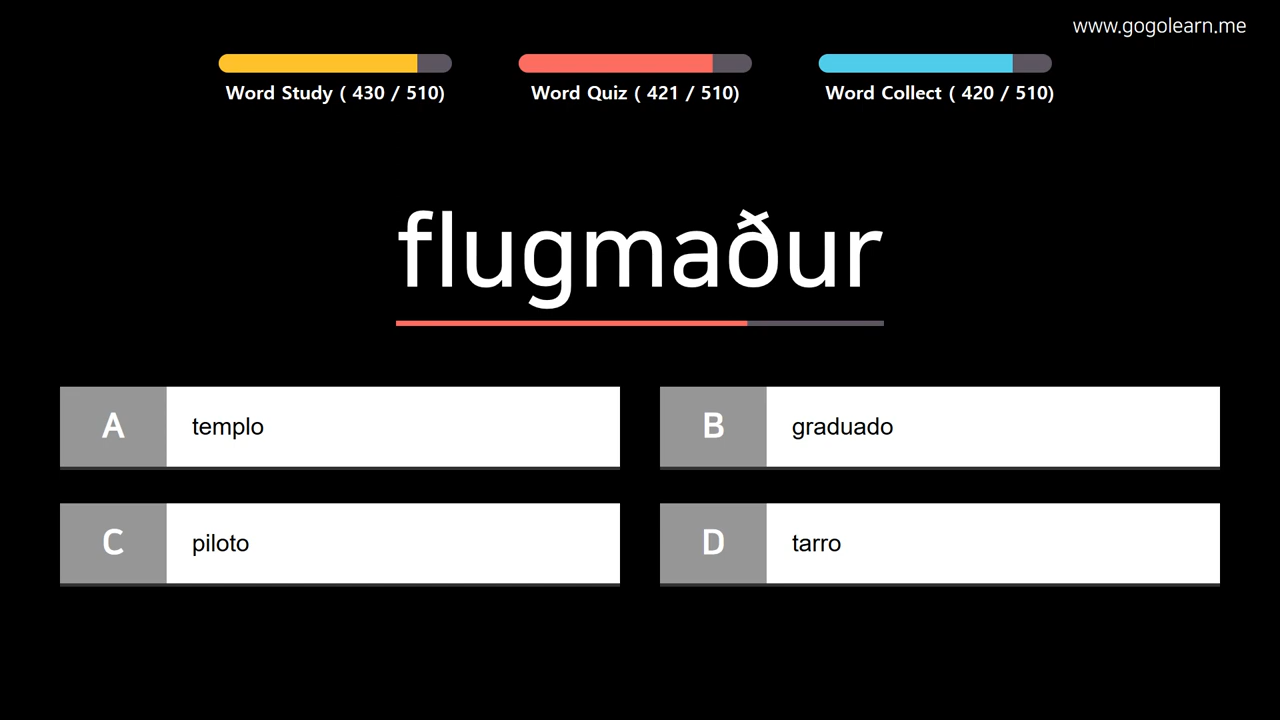 www.gogolearn.me
Word Study ( 430 / 510)
Word Quiz ( 421 / 510)
Word Collect ( 420 / 510)
flugmaður
A templo
B graduado
C piloto
D tarro